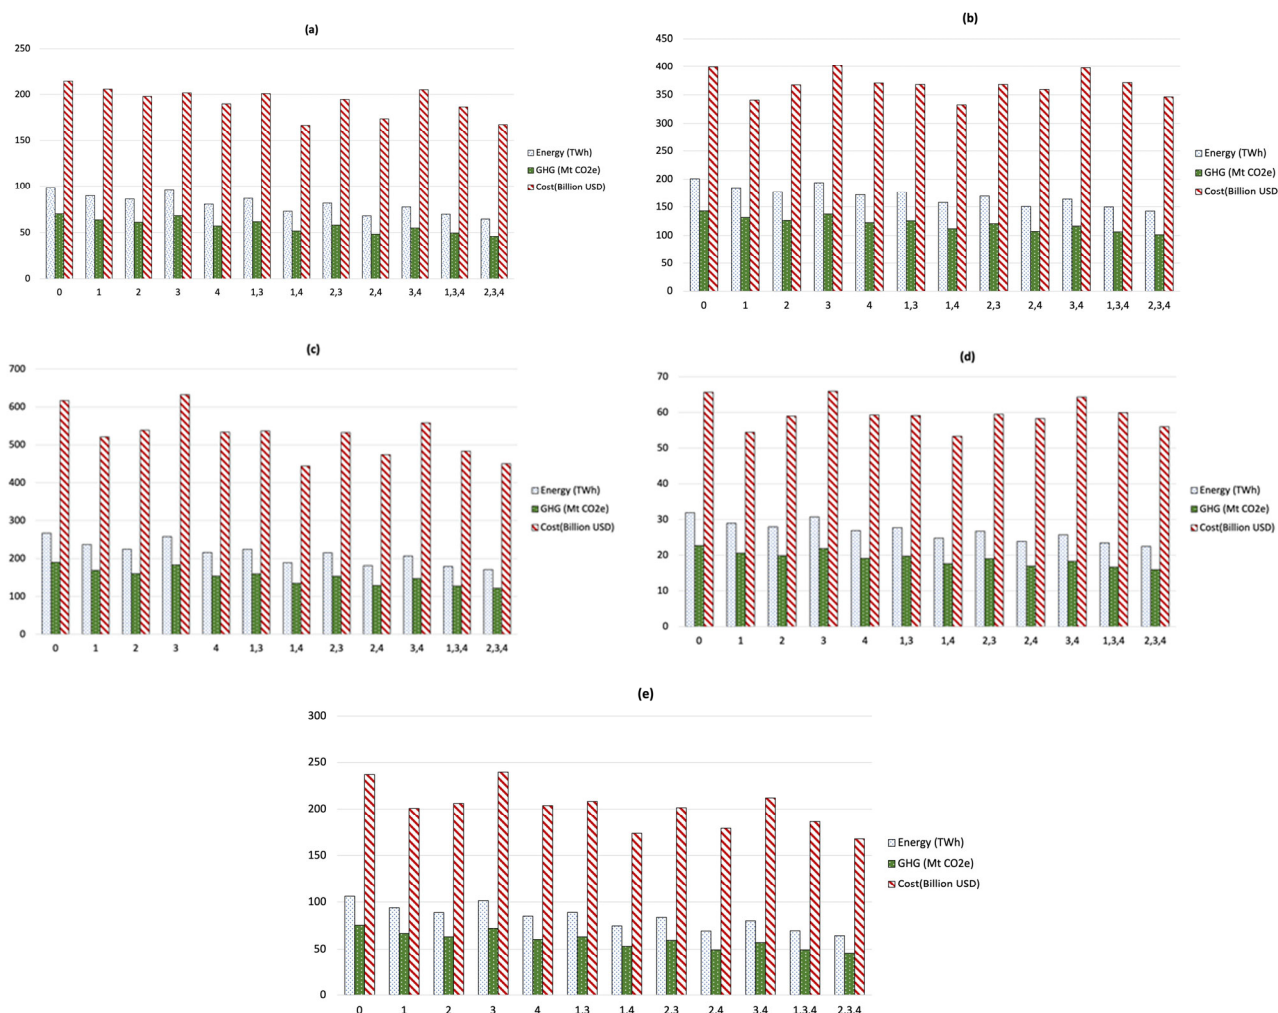 (a)
250
200
150
100
50
0
0 1 2 3 4 1,3 1,4 2,3 2,4 3,4 1,3,4 2,3,4
Energy (TWh)
GHG (Mt CO2e)
Cost(Billion USD)
(b)
450
400
350
300
250
200
150
100
50
0
0 1 2 3 4 1,3 1,4 2,3 2,4 3,4 1,3,4 2,3,4
Energy (TWh)
GHG (Mt CO2e)
Cost(Billion USD
(c)
700
600
500
400
300
200
100
0
0 1 2 3 4 1,3 1,4 2,3 2,4 3,4 1,3,4 2,3,4
Energy (TWh)
GHG (Mt CO2e)
Cost(Billion USD)
(d)
70
60
50
40
30
20
10
0
0 1 2 3 4 1,3 1,4 2,3 2,4 3,4 1,3,4 2,3,4
Energy (TWh)
GHG (Mt CO2e)
Cost(Billion USD)
(e)
300
250
200
150
100
50
0
0 1 2 3 4 1,3 1,4 2,3 2,4 3,4 1,3,4 2,3,4
Energy (TWh)
GHG (Mt CO2e)
Cost(Billion USD)